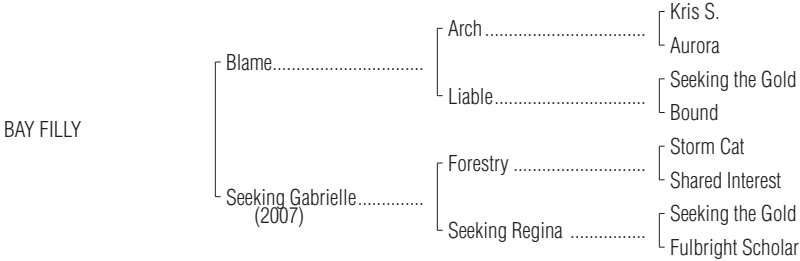 Kris S.
Arch ................................
Aurora
Blame................................
Seeking the Gold
Liable................................
Bound
BAY FILLY
Storm Cat
Forestry ............................
Shared Interest
Seeking Gabrielle..............
(2007)
Seeking the Gold
Seeking Regina ................
Fulbright Scholar